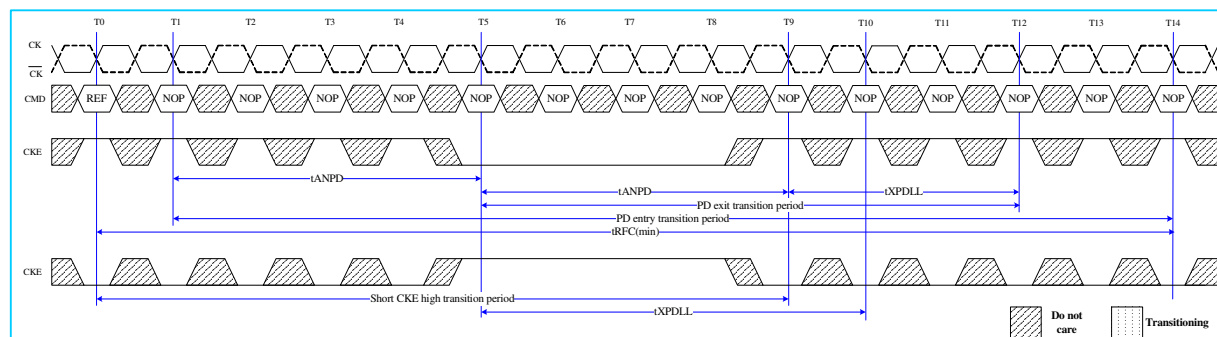 T0 T1 T2 T3 T4 T5 T6 T7 T8 T9 T10 T11 T12 T13 T14
CK
CK
CMD REF NOP NOP NOP NOP NOP NOP NOP NOP NOP NOP NOP NOP NOP NOP
CKE
tANPD
tANPD tXPDLL
PD exit transition period
PD entry transition period
tRFC(min)
CKE
Short CKE high transition period
tXPDLL
Do not care Transitioning